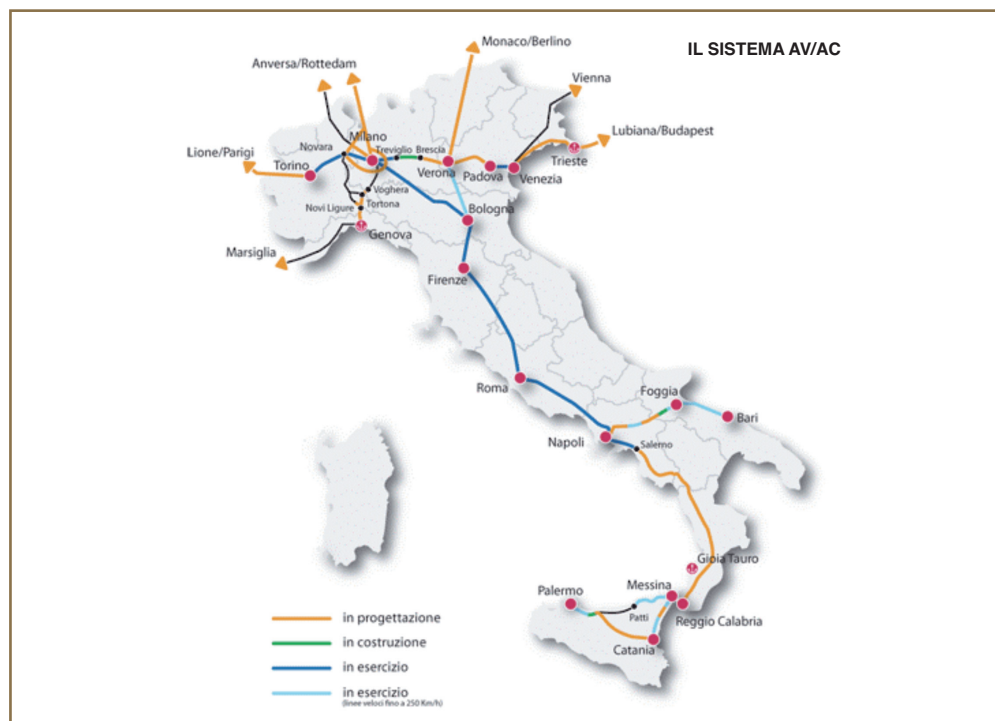 IL SISTEMA AV/AC
Monaco/Berlino
Anversa/Rottedam
Vienna
Lubiana/Budapest
Milano
Novara
Treviglio
Brescia
Trieste
Lione/Parigi
Torino
Verona
Padova
Venezia
Voghera
Novi Ligure
Tortona
Bologna
Genova
Marsiglia
Firenze
Roma
Foggia
Bari
Napoli
Salerno
Gioia Tauro
Messina
Palermo
Patti
Reggio Calabria
Catania
in progettazione
in costruzione
in esercizio
in esercizio
(linee veloci fino a 250 Km/h)